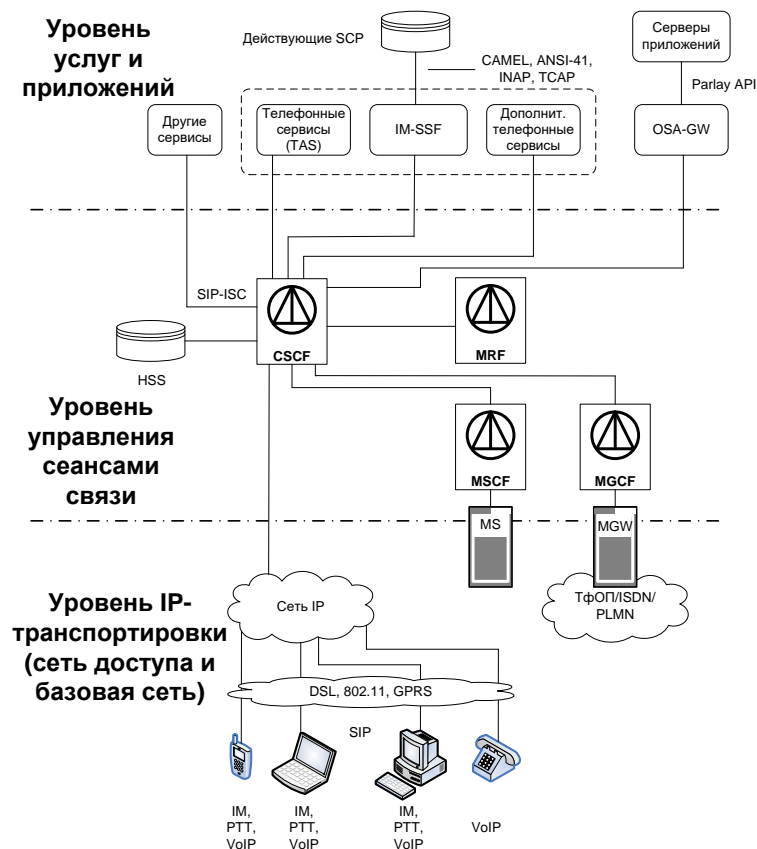 Уровень
услуг и
приложений
Действующие SCP
CAMEL, ANSI-41,
INAP, TCAP
Серверы
приложений
Parlay API
Другие
сервисы
Телефонные
сервисы
(TAS)
IM-SSF
Дополнит.
телефонные
сервисы
OSA-GW
SIP-ISC
CSCF
MRF
HSS
Уровень
управления
сеансами
связи
MSCF
MGCF
MS
MGW
ТфОП/ISDN/
PLMN
Уровень IP-
транспортировки
(сеть доступа и
базовая сеть)
Сеть IP
DSL, 802.11, GPRS
SIP
IM,
PTT,
VoIP
IM,
PTT,
VoIP
IM,
PTT,
VoIP
VoIP